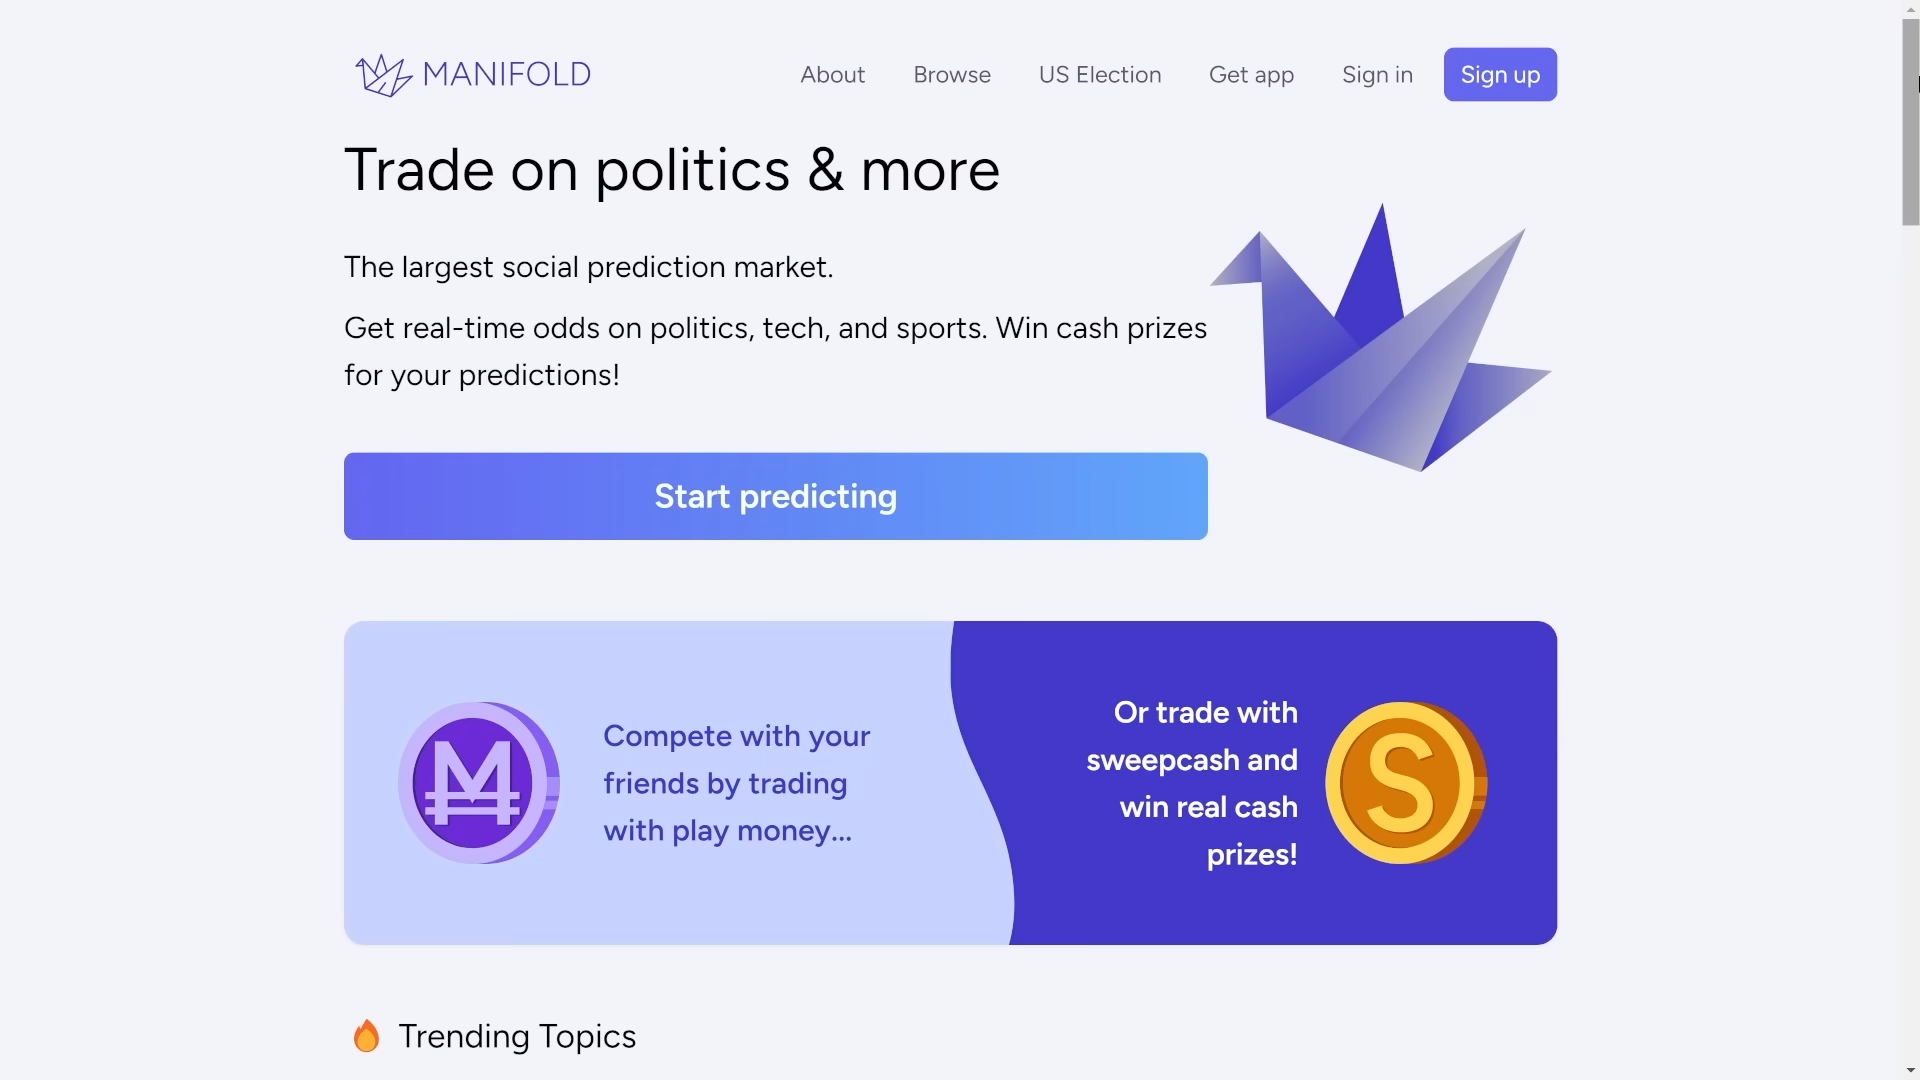 MANIFOLD
About Browse US Election Get app Sign in Sign up
Trade on politics & more
The largest social prediction market.
Get real-time odds on politics, tech, and sports. Win cash prizes
for your predictions!
Start predicting
M
Compete with your
friends by trading
with play money...
Or trade with
sweepcash and
win real cash
prizes!
S
Trending Topics